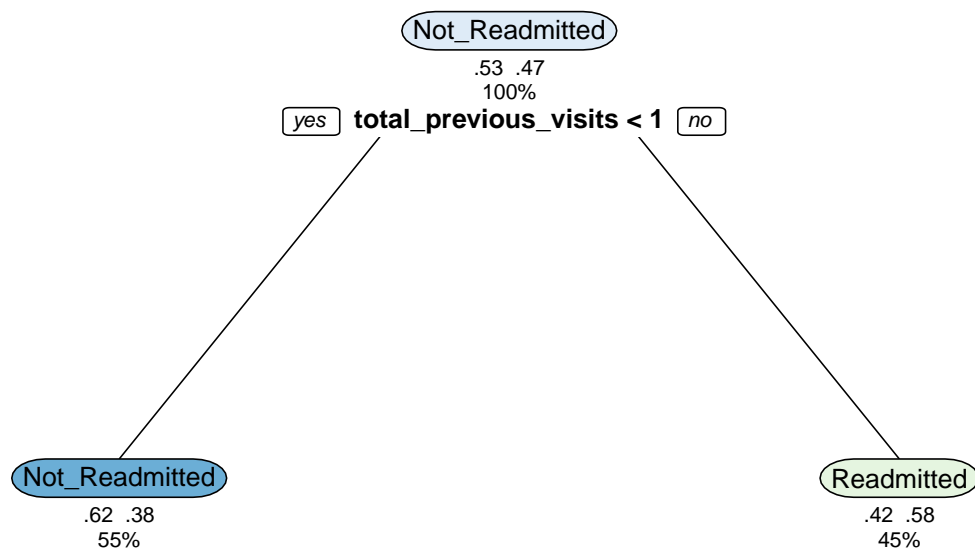 Not_Readmitted
.53 .47
100%
yes total_previous_visits < 1 no
Not_Readmitted
.62 .38
55%
Readmitted
.42 .58
45%